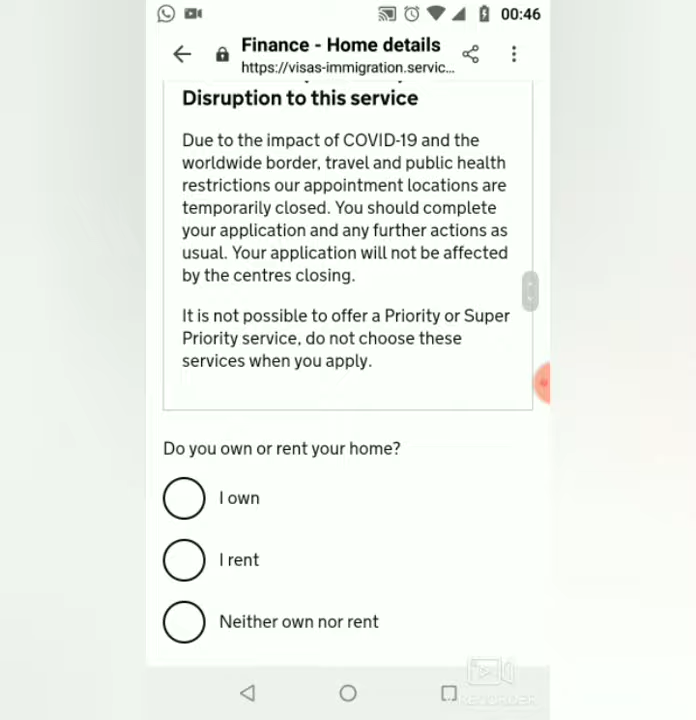 00:46
Finance - Home details
https://visas-immigration.servic...
Disruption to this service
Due to the impact of COVID-19 and the
worldwide border, travel and public health
restrictions our appointment locations are
temporarily closed. You should complete
your application and any further actions as
usual. Your application will not be affected
by the centres closing.
It is not possible to offer a Priority or Super
Priority service, do not choose these
services when you apply.
Do you own or rent your home?
I own
I rent
Neither own nor rent